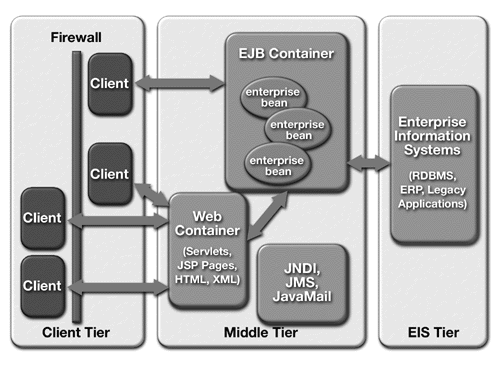 Firewall
Client
Client
Client
Client
Client Tier
EJB Container
enterprise
bean
enterprise
bean
enterprise
bean
Web
Container
(Servlets,
JSP Pages,
HTML, XML)
JNDI,
JMS,
JavaMail
Middle Tier
Enterprise
Information
Systems
(RDBMS,
ERP, Legacy
Applications)
EIS Tier